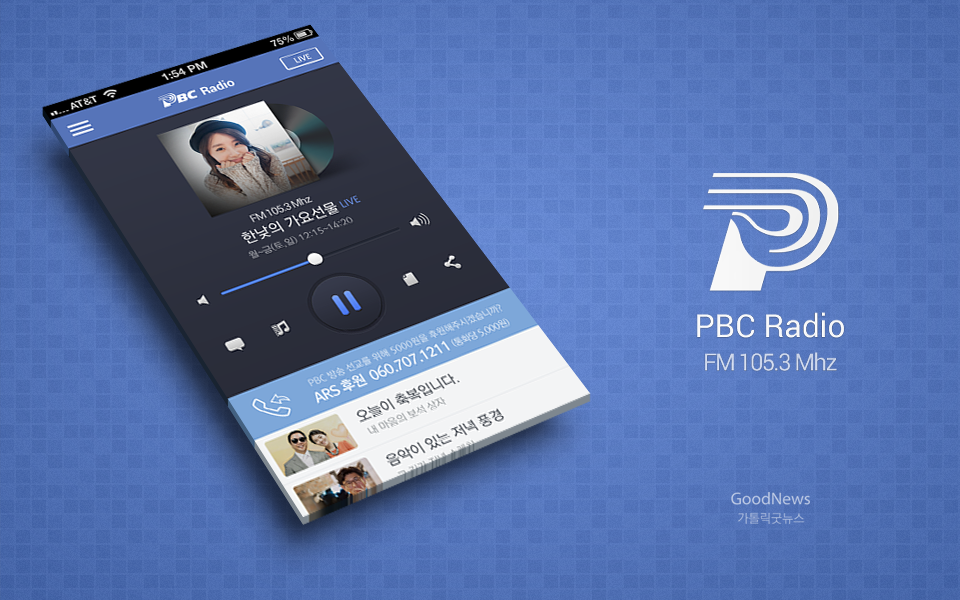 AT&T
1:54 PM
75%
PBC Radio
LIVE
FM 105.3 Mhz
한낮의 가요선물 LIVE
월~금(토,일) 12:15~14:20
PBC 방송 선교를 위해 5000원을 후원해주시겠습니까?
ARS 후원 060.707.1211 (통화당 5,000원)
오늘이 축복입니다.
내 마음의 보석 상자
음악이 있는 저녁 풍경
PBC Radio
FM 105.3 Mhz
GoodNews
가톨릭굿뉴스